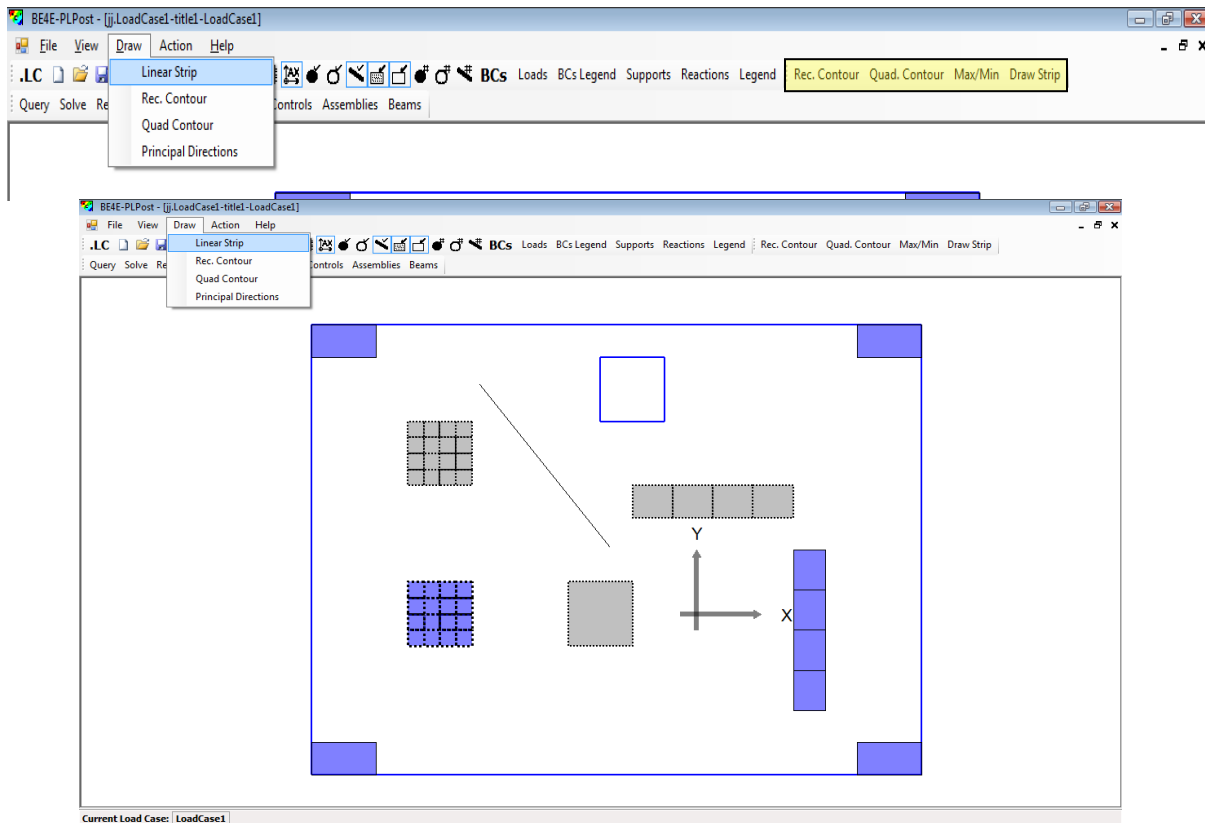 BE4E-PLPost - [jj.LoadCase1-title1-LoadCase1]
File View Draw Action Help
.LC BCs Loads BCs Legend Supports Reactions Legend Rec. Contour Quad. Contour Max/Min Draw Strip
Linear Strip
Query Solve Re ontrols Assemblies Beams
Rec. Contour
Quad Contour
Principal Directions
BE4E-PLPost - [jj.LoadCase1-title1-LoadCase1]
File View Draw Action Help
.LC BCs Loads BCs Legend Supports Reactions Legend Rec. Contour Quad. Contour Max/Min Draw Strip
Linear Strip
Query Solve Re ontrols Assemblies Beams
Rec. Contour
Quad Contour
Principal Directions
Y
X
Current Load Case: LoadCase1